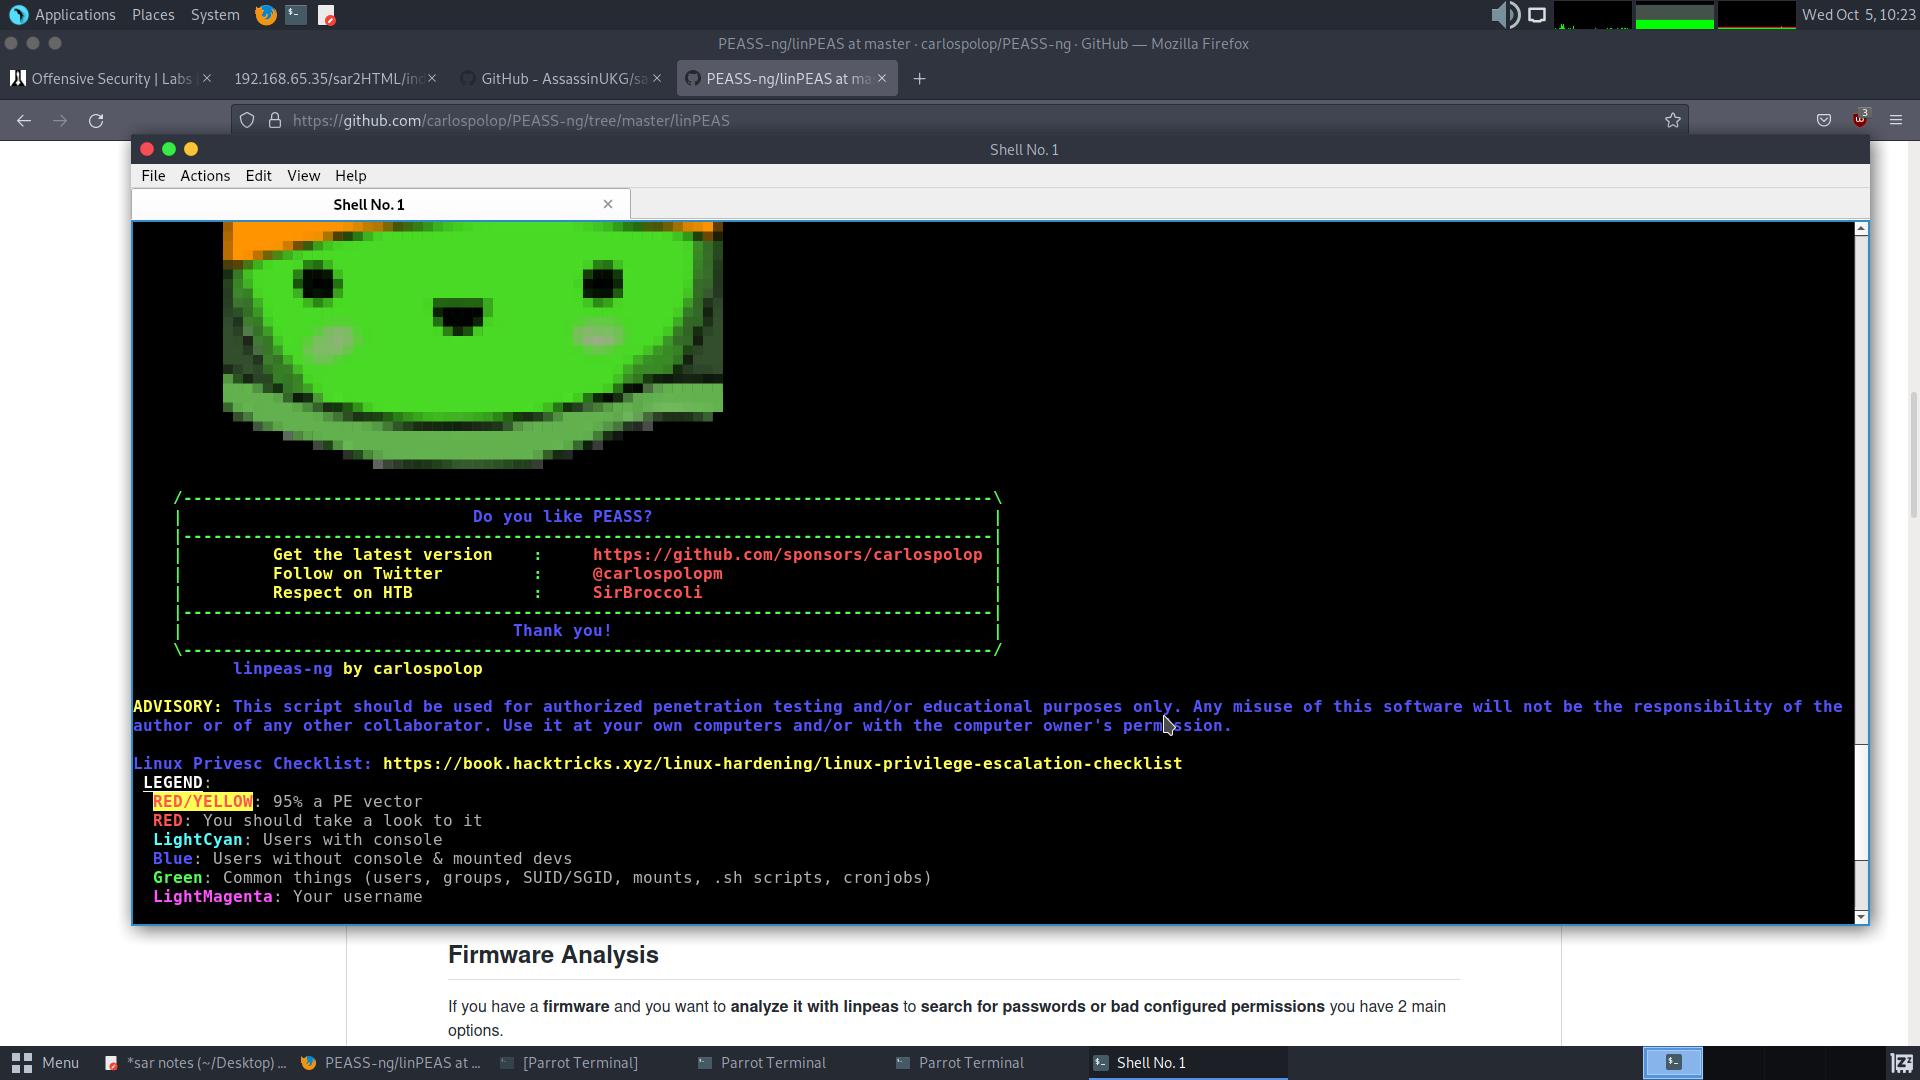 Applications Places System
Wed Oct 5, 10:23
PEASS-ng/linPEAS at master · carlospolop/PEASS-ng · GitHub — Mozilla Firefox
Offensive Security | Labs
192.168.65.35/sar2HTML/in
GitHub - AssassinUKG/sa
PEASS-ng/linPEAS at ma
https://github.com/carlospolop/PEASS-ng/tree/master/linPEAS
3
Shell No. 1
File Actions Edit View Help
Shell No. 1
/---------------------------------------------------------------------------------\
| Do you like PEASS? |
|---------------------------------------------------------------------------------|
| Get the latest version : https://github.com/sponsors/carlospolop |
| Follow on Twitter : @carlospolopm |
| Respect on HTB : SirBroccoli |
|---------------------------------------------------------------------------------|
| Thank you! |
\---------------------------------------------------------------------------------/
linpeas-ng by carlospolop
ADVISORY: This script should be used for authorized penetration testing and/or educational purposes only. Any misuse of this software will not be the responsibility of the
author or of any other collaborator. Use it at your own computers and/or with the computer owner's permission.
Linux Privesc Checklist: https://book.hacktricks.xyz/linux-hardening/linux-privilege-escalation-checklist
LEGEND:
RED/YELLOW: 95% a PE vector
RED: You should take a look to it
LightCyan: Users with console
Blue: Users without console & mounted devs
Green: Common things (users, groups, SUID/SGID, mounts, .sh scripts, cronjobs)
LightMagenta: Your username
Firmware Analysis
If you have a firmware and you want to analyze it with linpeas to search for passwords or bad configured permissions you have 2 main
options.
Menu
*sar notes (~/Desktop) ...
PEASS-ng/linPEAS at ...
[Parrot Terminal]
Parrot Terminal
Parrot Terminal
Shell No. 1